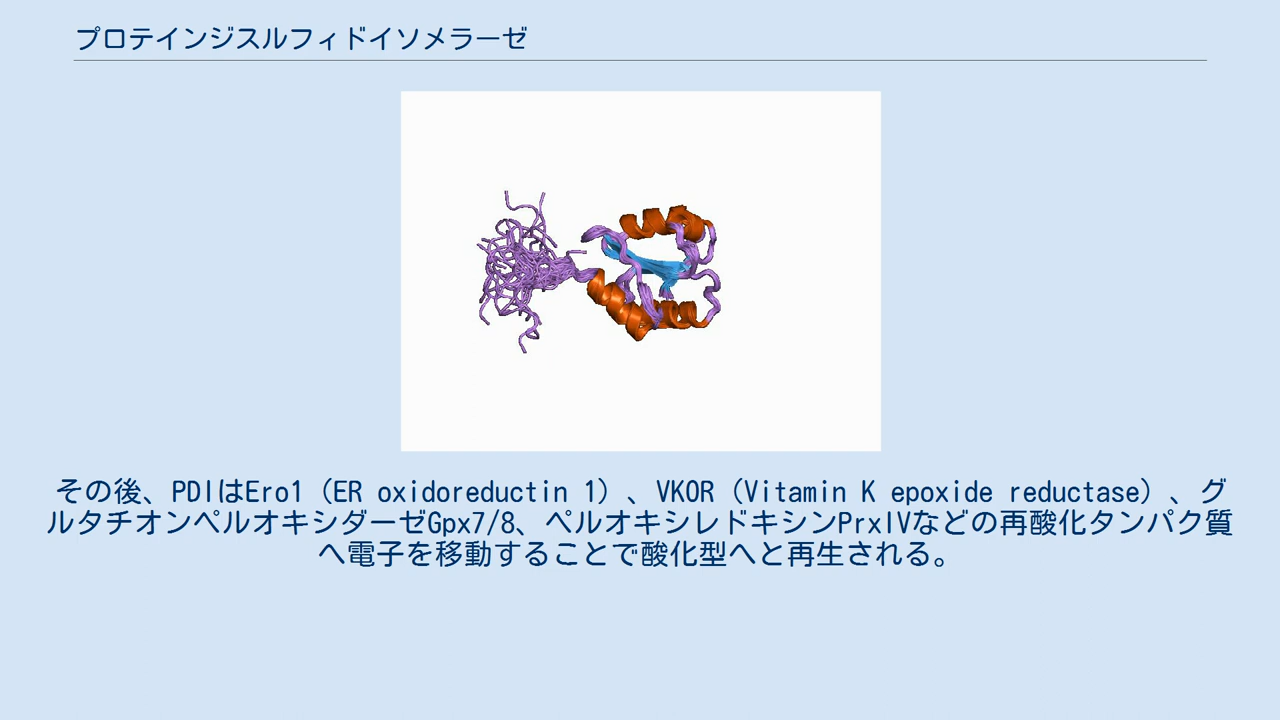 プロテインジスルフィドイソメラーゼ
その後、PDIはEro1（ER oxidoreductin 1）、VKOR（Vitamin K epoxide reductase）、グ
ルタチオンペルオキシダーゼGpx7/8、ペルオキシレドキシンPrxIVなどの再酸化タンパク質
へ電子を移動することで酸化型へと再生される。